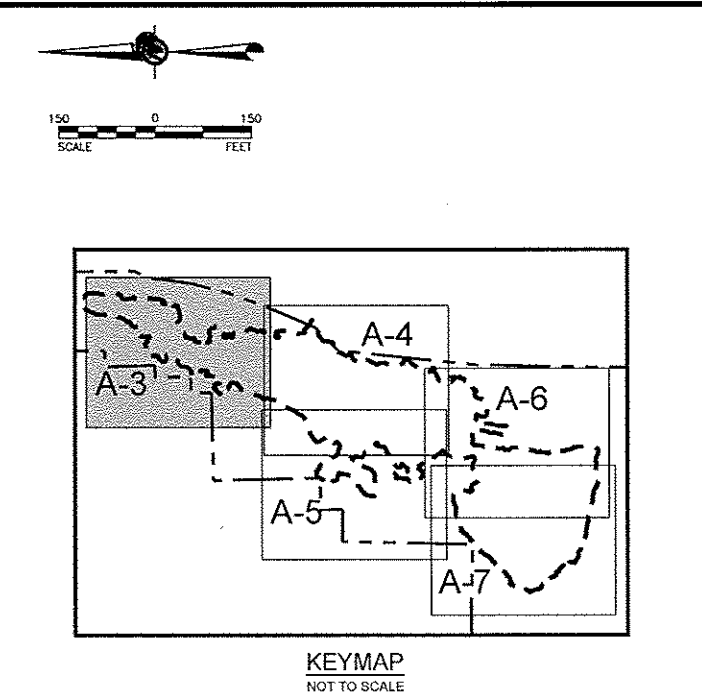 150 0 150
SCALE FEET
A-4
A-3
A-6
A-5
A-7
KEYMAP
NOT TO SCALE